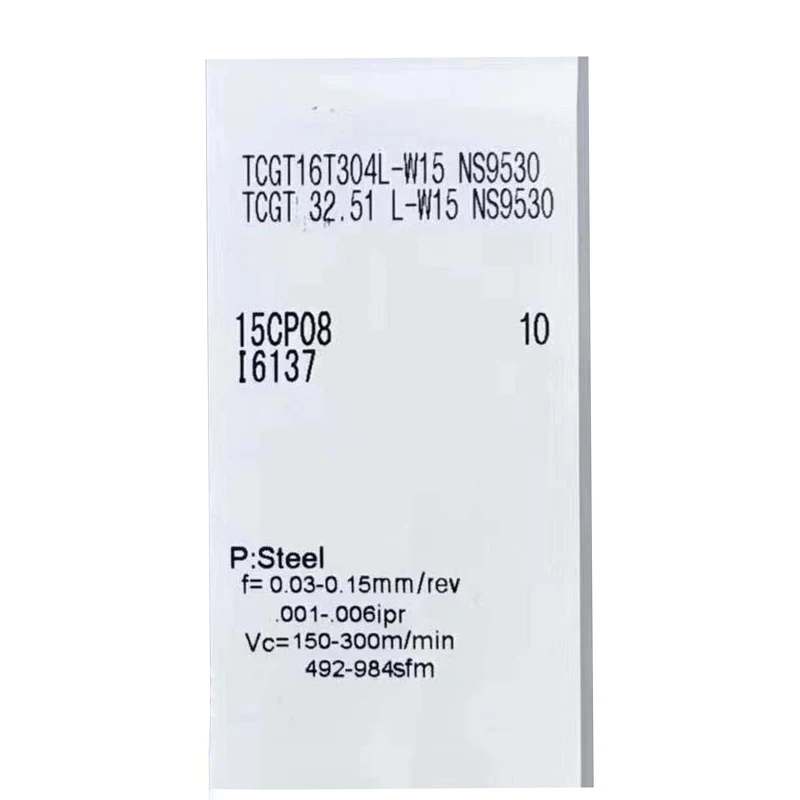 TCGT16T304L-W15 NS9530
TCGT 32.51 L-W15 NS9530
15CP08 10
I6137
P:Steel
f= 0.03-0.15mm/rev
.001-.006ipr
Vc=150-300m/min
492-984sfm